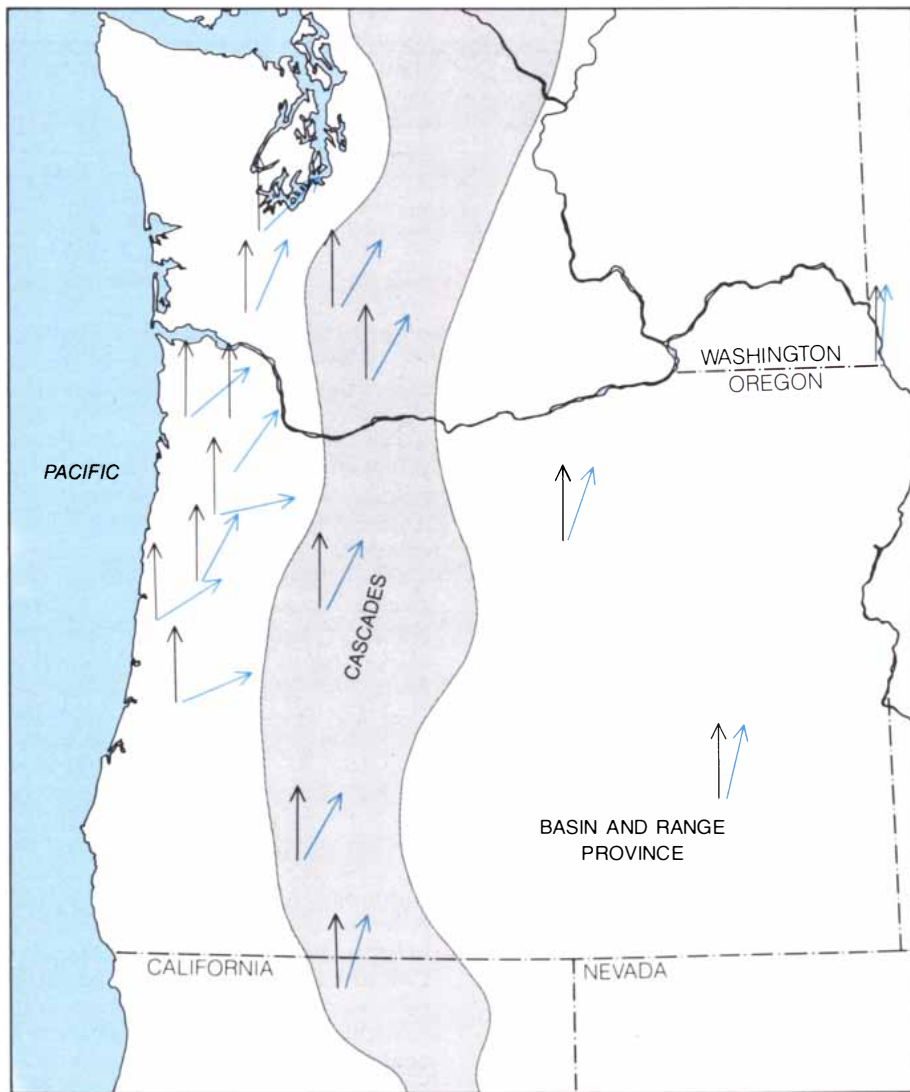 WASHINGTON
OREGON
PACIFIC
CASCADES
BASIN AND RANGE
PROVINCE
CALIFORNIA
NEVADA